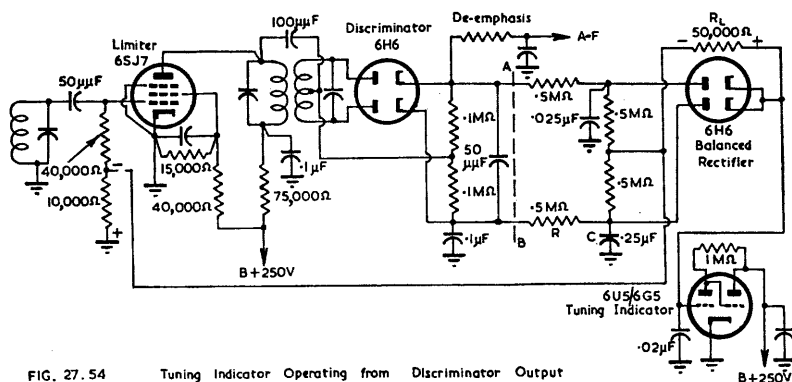 100μμF
Discriminator
6H6
De-emphasis
A-F
RL
50,000Ω
-
+
Limiter
6SJ7
50μμF
A
.5MΩ
.025μF
.5MΩ
6H6
Balanced
Rectifier
.1MΩ
50
μμF
.1MΩ
.1μF
15,000Ω
40,000Ω
-
10,000Ω
+
40,000Ω
75,000Ω
.5MΩ
.5MΩ
R
C
.25μF
.1μF
B
B+250V
1MΩ
6U5/6G5
Tuning Indicator
.02μF
B+250V
FIG. 27.54 Tuning Indicator Operating from Discriminator Output